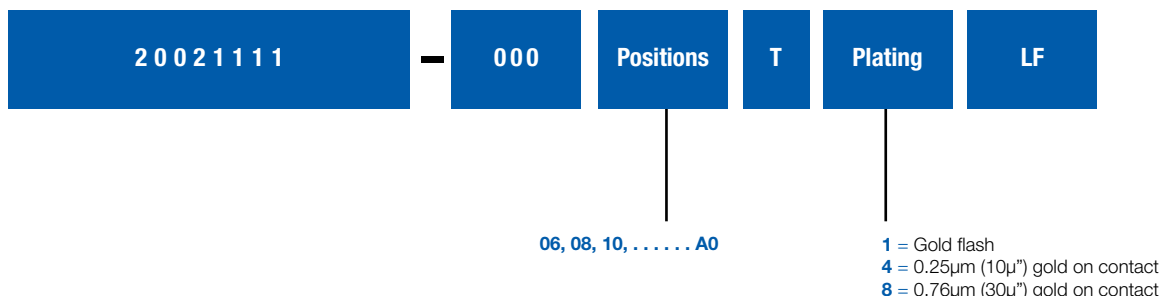 20021111 - 000 Positions T Plating LF
06, 08, 10, . . . . . . A0
1 = Gold flash
4 = 0.25µm (10µ”) gold on contact
8 = 0.76µm (30µ”) gold on contact